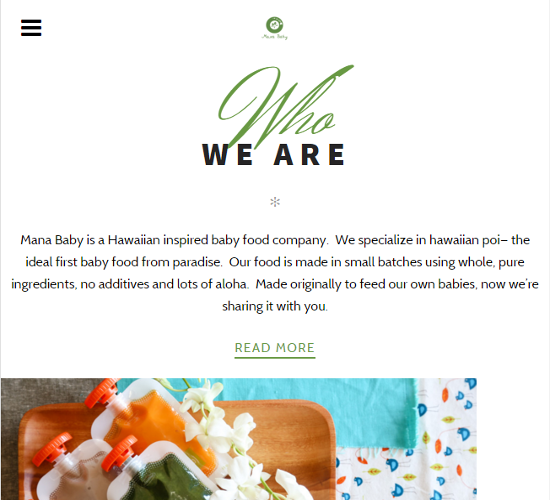 Mana Baby
Who
WE ARE
Mana Baby is a Hawaiian inspired baby food company.  We specialize in hawaiian poi– the
ideal first baby food from paradise.  Our food is made in small batches using whole, pure
ingredients, no additives and lots of aloha.  Made originally to feed our own babies, now we're
sharing it with you.
READ MORE